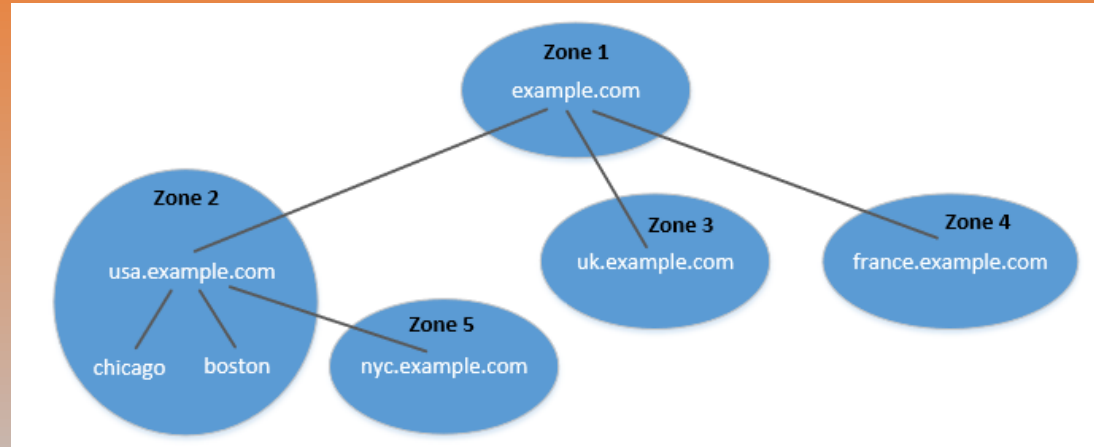 Zone 1
example.com
Zone 2
usa.example.com
chicago
boston
Zone 3
uk.example.com
Zone 4
france.example.com
Zone 5
nyc.example.com